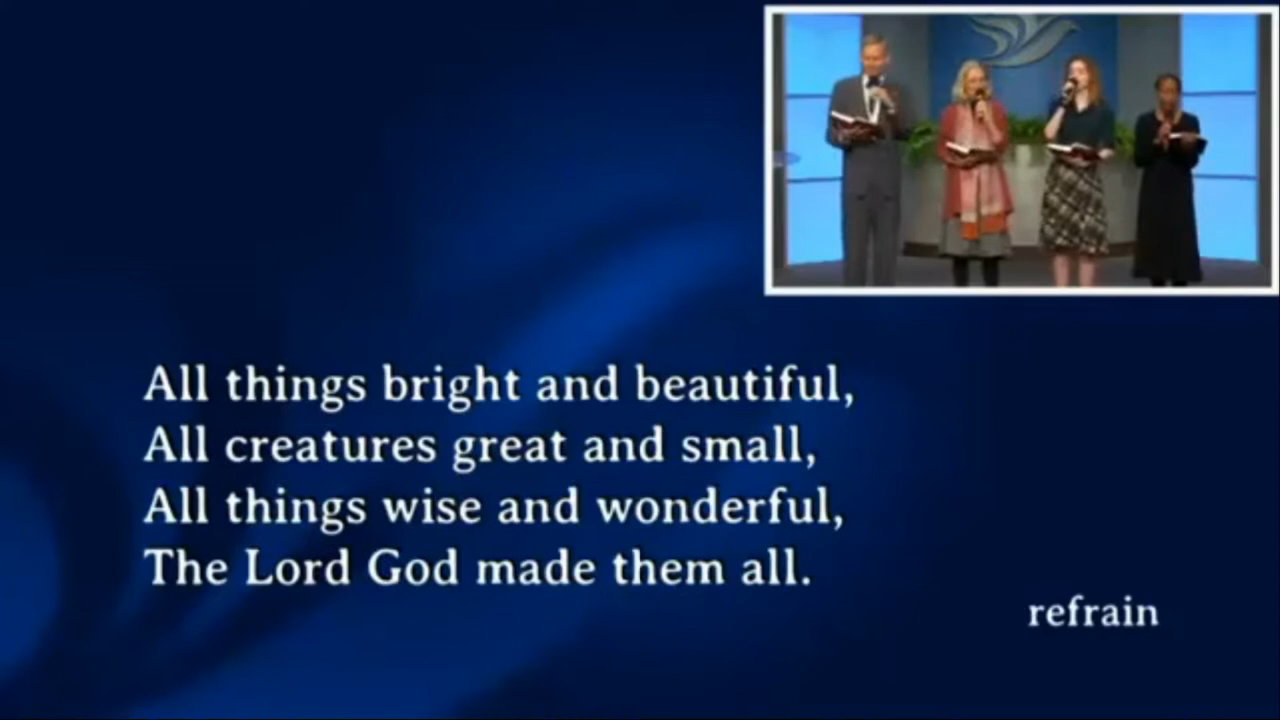 All things bright and beautiful,
All creatures great and small,
All things wise and wonderful,
The Lord God made them all.
refrain